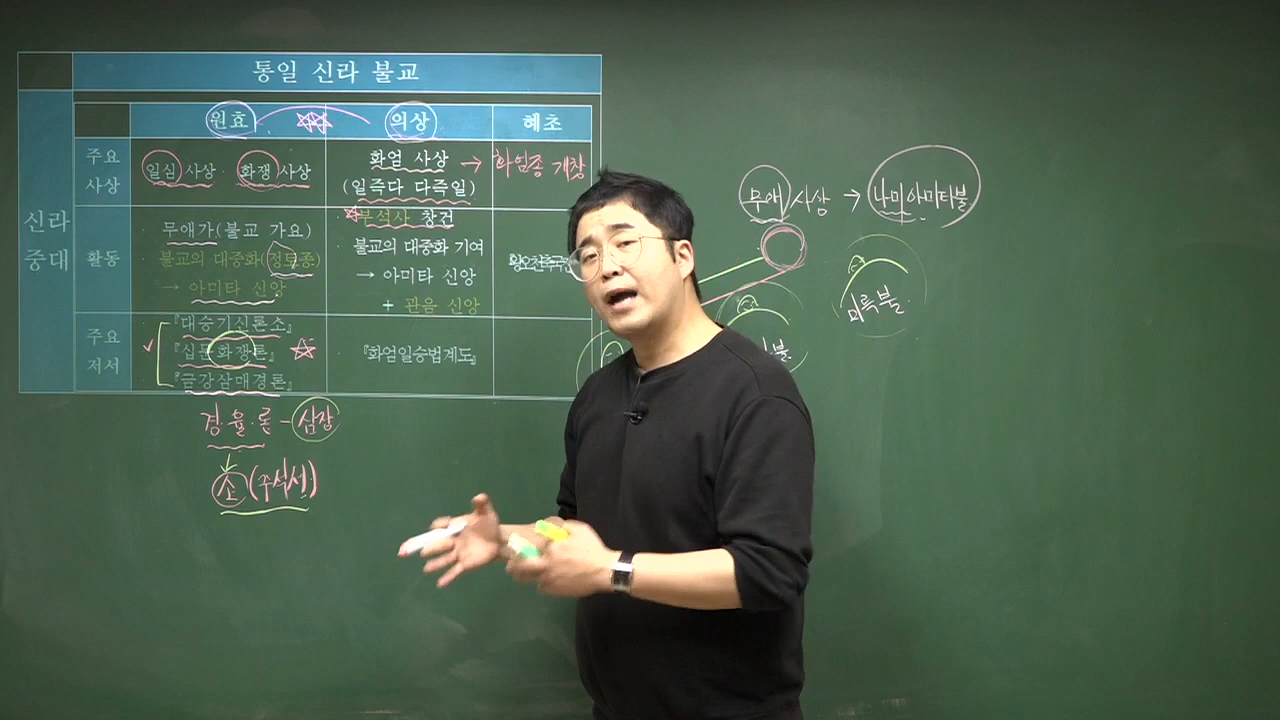 통일 신라 불교
신라
중대
원효
의상
혜초
주요
사상
일심 사상 · 화쟁 사상
화엄 사상 → 화엄종 개창
(일즉다 다즉일)
활동
· 무애가(불교 가요)
· 불교의 대중화(정토종)
→ 아미타 신앙
· 부석사 창건
· 불교의 대중화 기여
→ 아미타 신앙
+ 관음 신앙
왕오천축국전
주요
저서
『대승기신론소』
『십문화쟁론』
『금강삼매경론』
『화엄일승법계도』
경·율·론 - 삼장
소 (주석서)
무애 사상 → 나미아미타불
미륵불
불